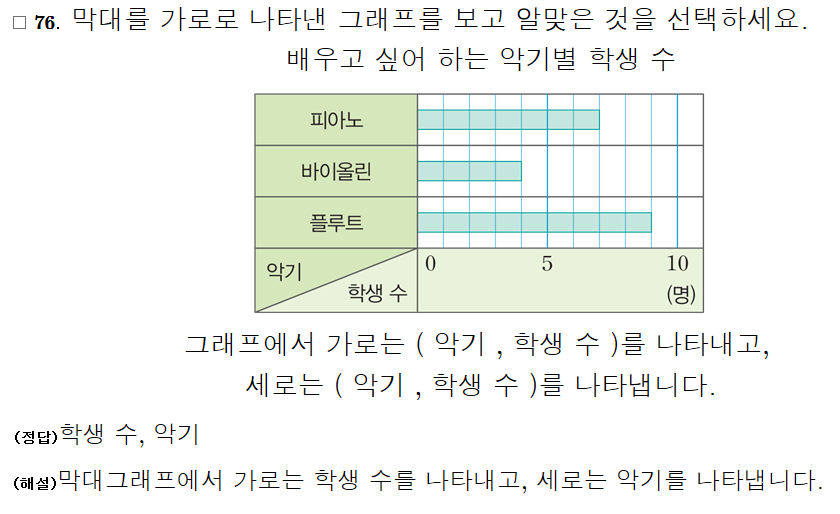 □ 76. 막대를 가로로 나타낸 그래프를 보고 알맞은 것을 선택하세요.
배우고 싶어 하는 악기별 학생 수
피아노
바이올린
플루트
악기
학생 수
0 5 10
(명)
그래프에서 가로는 ( 악기 , 학생 수 )를 나타내고,
세로는 ( 악기 , 학생 수 )를 나타냅니다.
(정답)학생 수, 악기
(해설)막대그래프에서 가로는 학생 수를 나타내고, 세로는 악기를 나타냅니다.